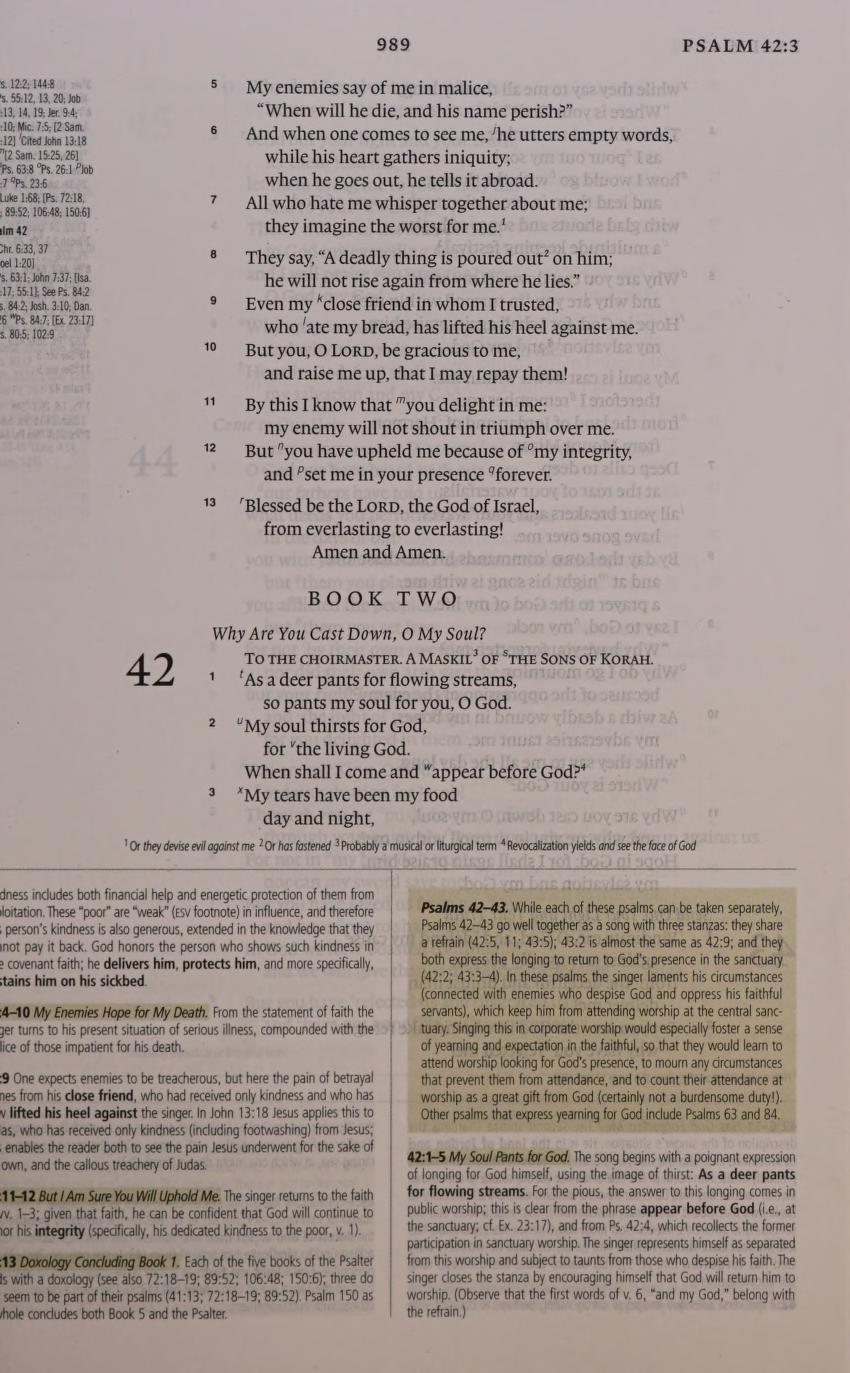 989
PSALM 42:3
s. 12:2; 144:8
's. 55:12, 13, 20; Job
:13, 14, 19; Jer. 9:4;
:10; Mic. 7:5; [2 Sam.
:12] ˡCited John 13:18
ᵐ[2 Sam. 15:25, 26]
Ps. 63:8 ᵒPs. 26:1 ᵖJob
:7 ᑫPs. 23:6
Luke 1:68; [Ps. 72:18,
; 89:52; 106:48; 150:6]
alm 42
Chr. 6:33, 37
oel 1:20]
's. 63:1; John 7:37; [Isa.
:17; 55:1]; See Ps. 84:2
s. 84:2; Josh. 3:10; Dan.
:6 ʷPs. 84:7; [Ex. 23:17]
s. 80:5; 102:9
5 My enemies say of me in malice,
“When will he die, and his name perish?”
6 And when one comes to see me, ʲhe utters empty words,
while his heart gathers iniquity;
when he goes out, he tells it abroad.
7 All who hate me whisper together about me;
they imagine the worst for me.¹
8 They say, “A deadly thing is poured out² on him;
he will not rise again from where he lies.”
9 Even my ᵏclose friend in whom I trusted,
who ˡate my bread, has lifted his heel against me.
10 But you, O LORD, be gracious to me,
and raise me up, that I may repay them!
11 By this I know that ᵐyou delight in me:
my enemy will not shout in triumph over me.
12 But ⁿyou have upheld me because of ᵒmy integrity,
and ᵖset me in your presence ᑫforever.
13 ʳBlessed be the LORD, the God of Israel,
from everlasting to everlasting!
Amen and Amen.
BOOK TWO
Why Are You Cast Down, O My Soul?
42 TO THE CHOIRMASTER. A MASKIL³ OF ˢTHE SONS OF KORAH.
1 ᵗAs a deer pants for flowing streams,
so pants my soul for you, O God.
2 ᵘMy soul thirsts for God,
for ᵛthe living God.
When shall I come and ʷappear before God?⁴
3 ˣMy tears have been my food
day and night,
¹ Or they devise evil against me ² Or has fastened ³ Probably a musical or liturgical term ⁴ Revocalization yields and see the face of God
dness includes both financial help and energetic protection of them from
loitation. These “poor” are “weak” (ESV footnote) in influence, and therefore
person's kindness is also generous, extended in the knowledge that they
not pay it back. God honors the person who shows such kindness in
e covenant faith; he delivers him, protects him, and more specifically,
stains him on his sickbed.
:4–10 My Enemies Hope for My Death. From the statement of faith the
ger turns to his present situation of serious illness, compounded with the
lice of those impatient for his death.
:9 One expects enemies to be treacherous, but here the pain of betrayal
nes from his close friend, who had received only kindness and who has
v lifted his heel against the singer. In John 13:18 Jesus applies this to
as, who has received only kindness (including footwashing) from Jesus;
enables the reader both to see the pain Jesus underwent for the sake of
own, and the callous treachery of Judas.
:11–12 But I Am Sure You Will Uphold Me. The singer returns to the faith
vv. 1–3; given that faith, he can be confident that God will continue to
nor his integrity (specifically, his dedicated kindness to the poor, v. 1).
:13 Doxology Concluding Book 1. Each of the five books of the Psalter
ds with a doxology (see also 72:18–19; 89:52; 106:48; 150:6); three do
seem to be part of their psalms (41:13; 72:18–19; 89:52). Psalm 150 as
hole concludes both Book 5 and the Psalter.
Psalms 42–43. While each of these psalms can be taken separately,
Psalms 42–43 go well together as a song with three stanzas: they share
a refrain (42:5, 11; 43:5); 43:2 is almost the same as 42:9; and they
both express the longing to return to God's presence in the sanctuary
(42:2; 43:3–4). In these psalms the singer laments his circumstances
(connected with enemies who despise God and oppress his faithful
servants), which keep him from attending worship at the central sanc-
tuary. Singing this in corporate worship would especially foster a sense
of yearning and expectation in the faithful, so that they would learn to
attend worship looking for God's presence, to mourn any circumstances
that prevent them from attendance, and to count their attendance at
worship as a great gift from God (certainly not a burdensome duty!).
Other psalms that express yearning for God include Psalms 63 and 84.
42:1–5 My Soul Pants for God. The song begins with a poignant expression
of longing for God himself, using the image of thirst: As a deer pants
for flowing streams. For the pious, the answer to this longing comes in
public worship; this is clear from the phrase appear before God (i.e., at
the sanctuary; cf. Ex. 23:17), and from Ps. 42:4, which recollects the former
participation in sanctuary worship. The singer represents himself as separated
from this worship and subject to taunts from those who despise his faith. The
singer closes the stanza by encouraging himself that God will return him to
worship. (Observe that the first words of v. 6, “and my God,” belong with
the refrain.)